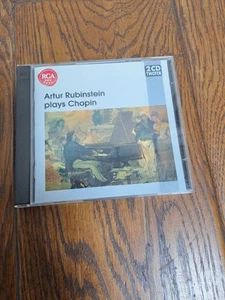 RCA
Artur Rubinstein
plays Chopin
2CD
TWOFER